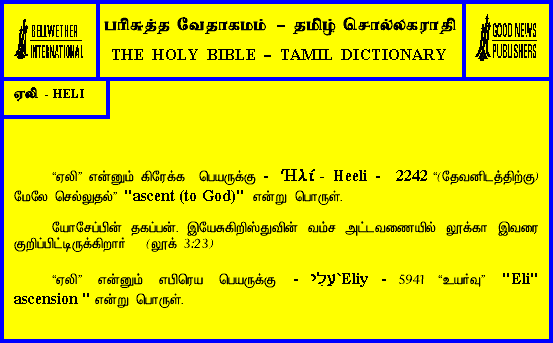 BELLWETHER
INTERNATIONAL
பரிசுத்த வேதாகமம் – தமிழ் சொல்லகராதி
THE HOLY BIBLE – TAMIL DICTIONARY
GOOD NEWS
PUBLISHERS
ஏலி - HELI
“ஏலி” என்னும் கிரேக்க பெயருக்கு - Ἡλί - Heeli - 2242 “(தேவனிடத்திற்கு)
மேலே செல்லுதல்” "ascent (to God)" என்று பொருள்.
யோசேப்பின் தகப்பன். இயேசுகிறிஸ்துவின் வம்ச அட்டவணையில் லூக்கா இவரை
குறிப்பிட்டிருக்கிறார் (லூக் 3:23)
“ஏலி” என்னும் எபிரெய பெயருக்கு - עֵלִי Eliy - 5941 “உயர்வு” "Eli"
ascension " என்று பொருள்.